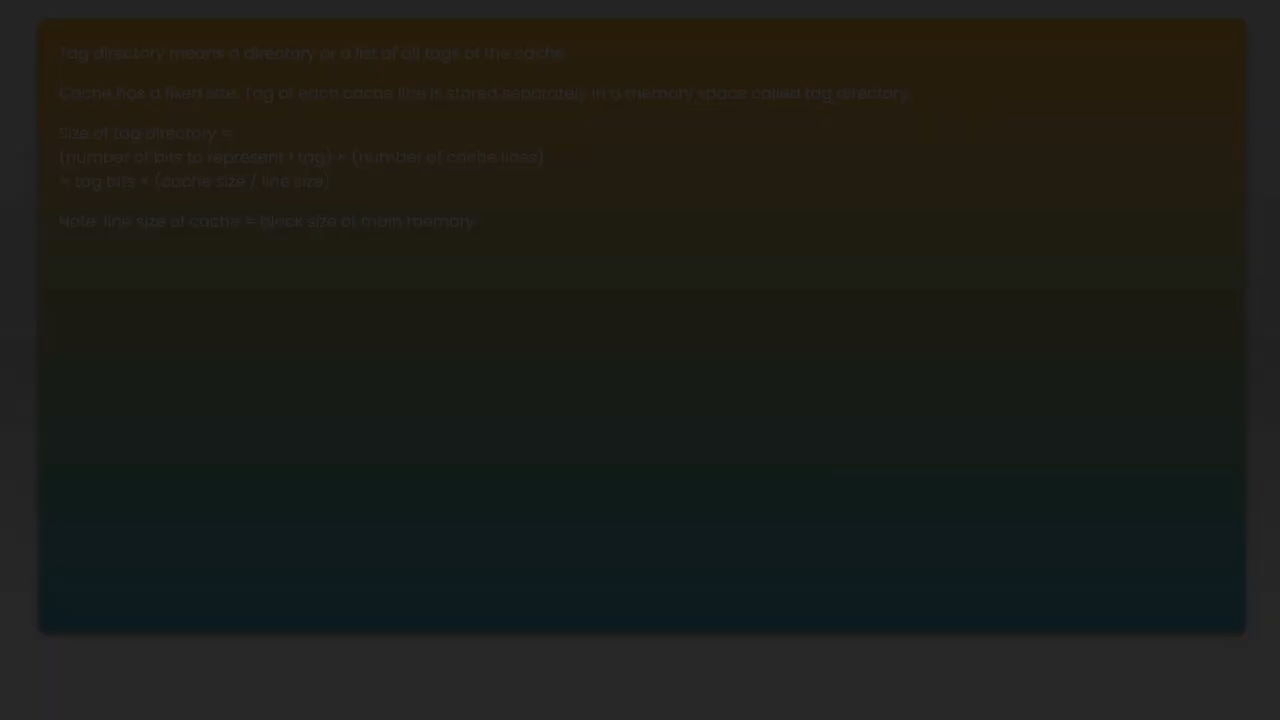 Tag directory means a directory or a list of all tags of the cache.
Cache has a fixed size. Tag of each cache line is stored separately in a memory space called tag directory.
Size of tag directory =
(number of bits to represent 1 tag) * (number of cache lines)
= tag bits * (cache size / line size)
Note: line size of cache = block size of main memory